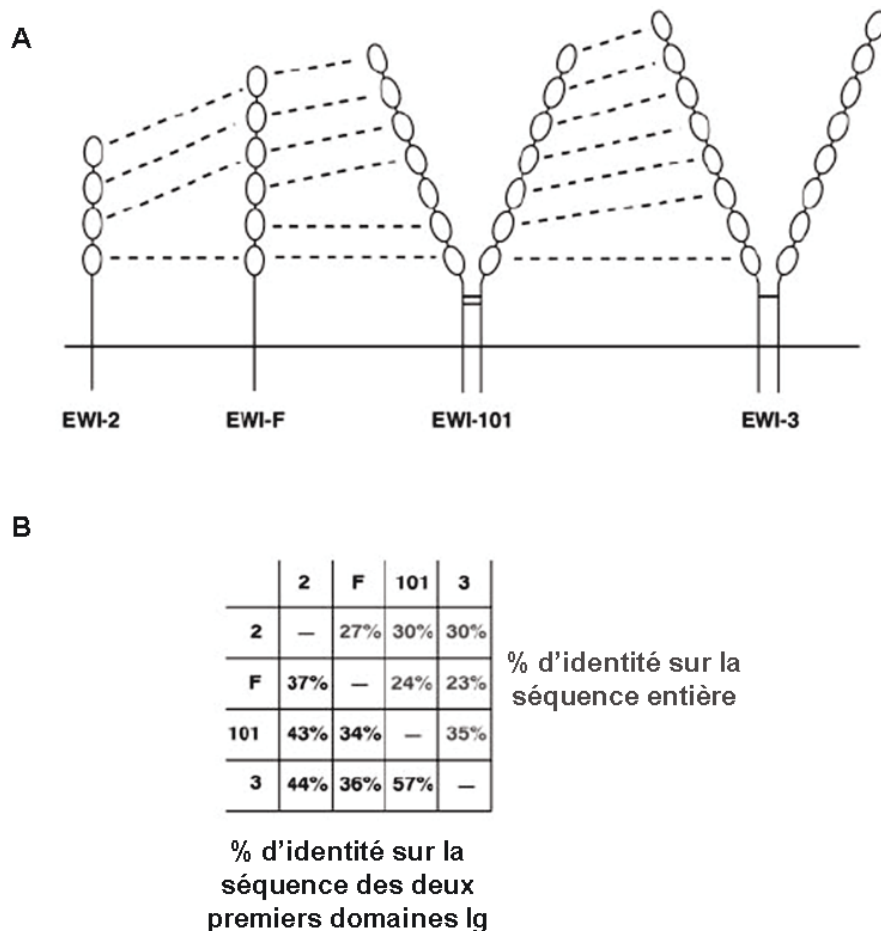 A
EWI-2 EWI-F EWI-101 EWI-3
B
2 F 101 3
2 — 27% 30% 30%
F 37% — 24% 23%
101 43% 34% — 35%
3 44% 36% 57% —
% d'identité sur la
séquence entière
% d'identité sur la
séquence des deux
premiers domaines Ig